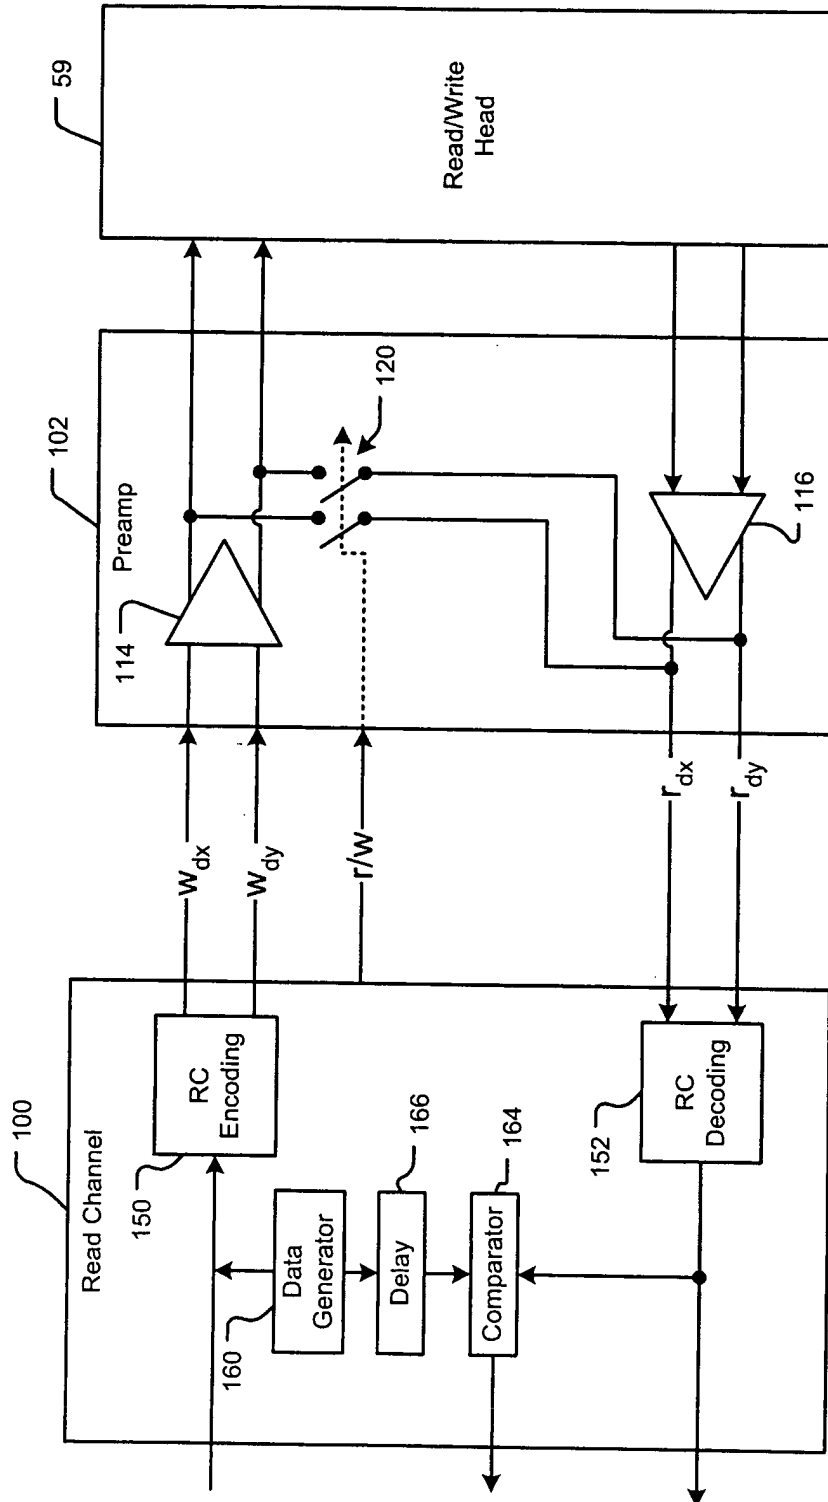 100
Read Channel
150
RC
Encoding
160
Data
Generator
Delay
166
Comparator
164
152
RC
Decoding
w_dx
w_dy
r/w
r_dx
r_dy
102
Preamp
114
120
116
59
Read/Write
Head